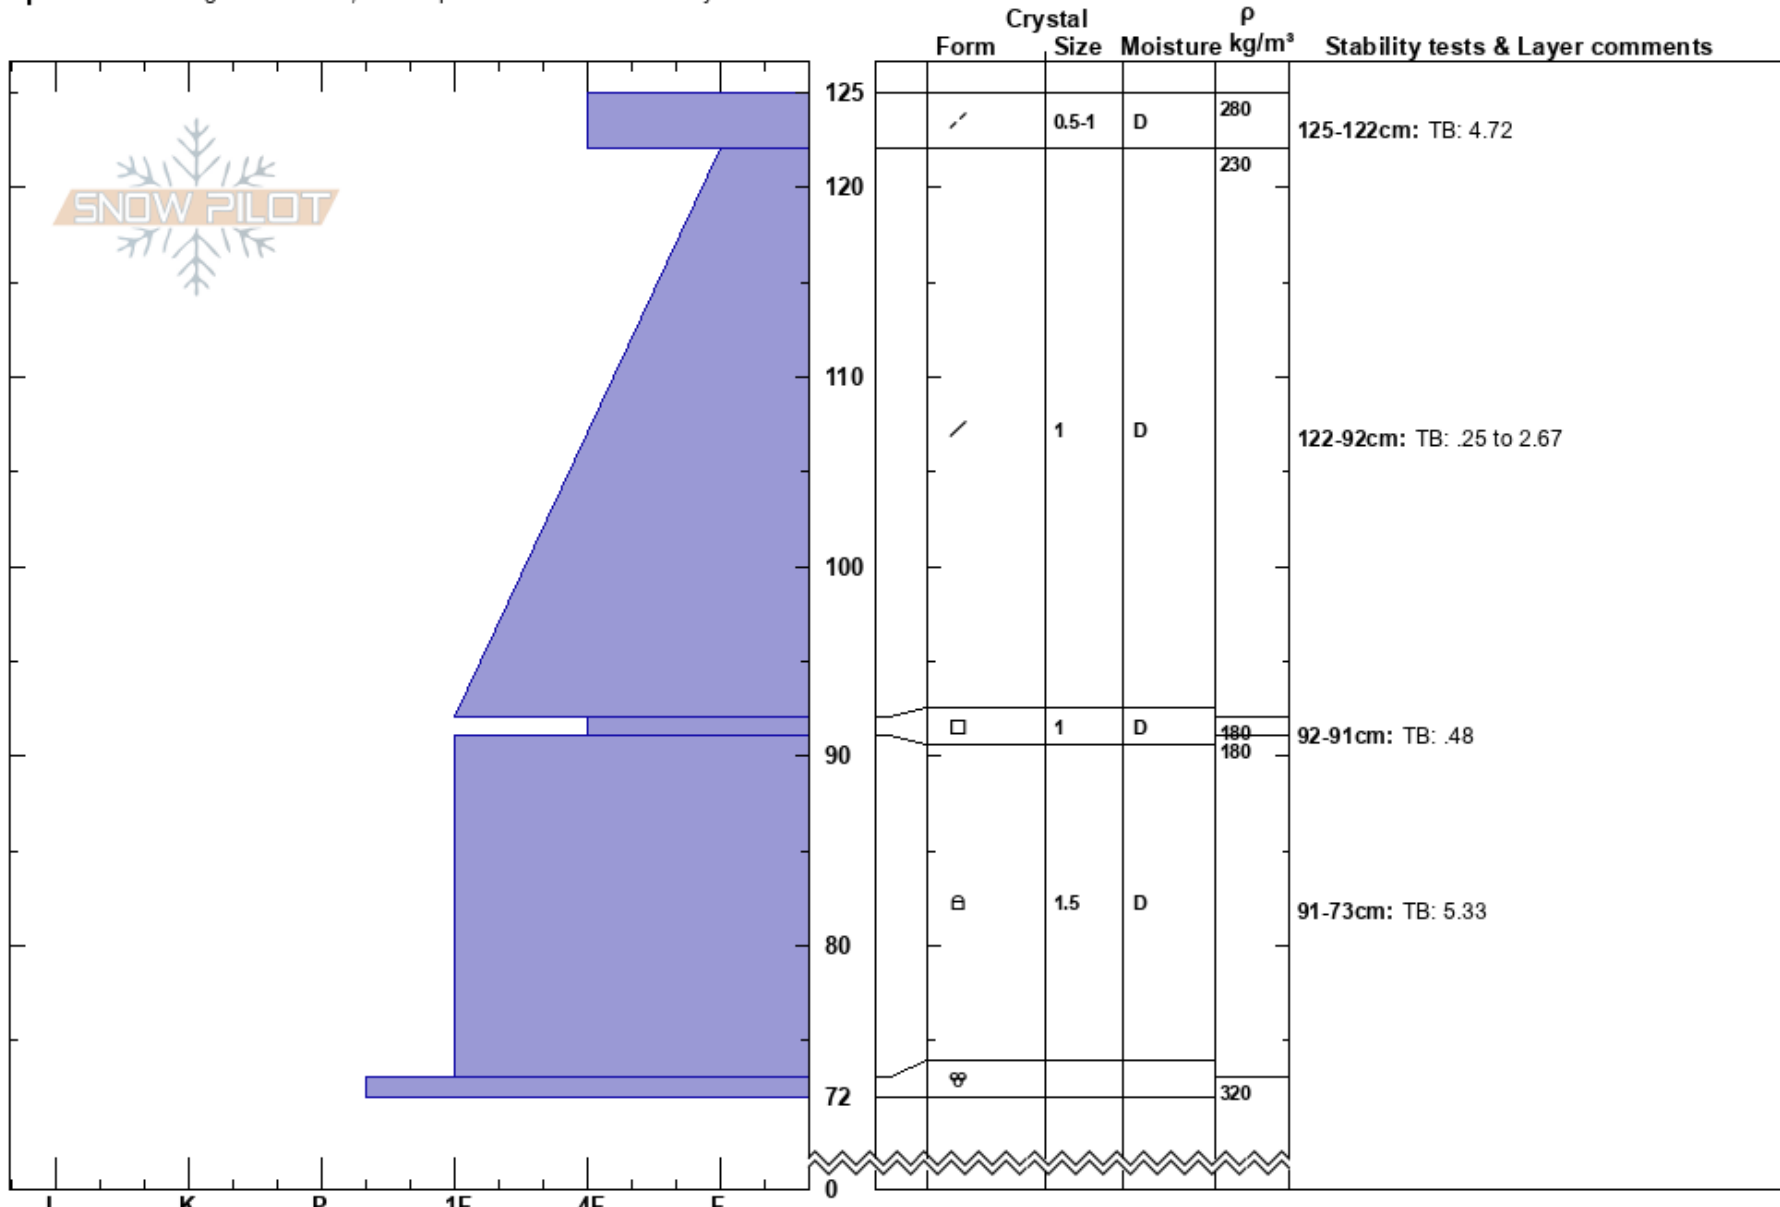 Crystal
ρ
Form Size Moisture kg/m³ Stability tests & Layer comments
125
280
0.5-1 D
125-122cm: TB: 4.72
230
120
SNOW PILOT
110
1 D
122-92cm: TB: .25 to 2.67
100
1 D
180
92-91cm: TB: .48
180
90
1.5 D
91-73cm: TB: 5.33
80
72
320
0
I K P 1F 4F F